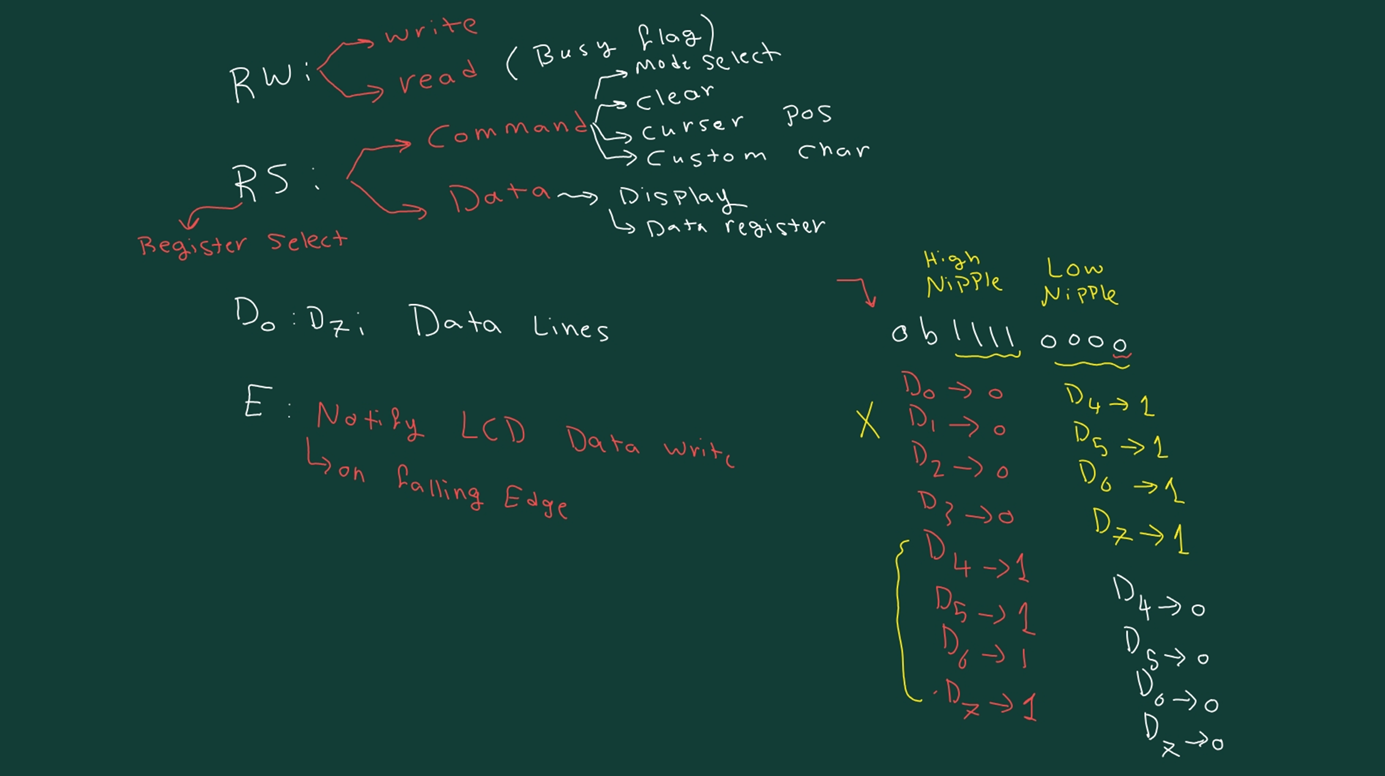 RW: → write
→ read (Busy flag)
RS: → Command → Mode select
→ clear
→ curser pos
→ Custom char
→ Data → Display
↳ Data register
Register Select
D0 : D7 : Data Lines
E : Notify LCD Data write
↳ on falling Edge
High Nipple
Low Nipple
0b 1111 0000
X
D0 → 0
D1 → 0
D2 → 0
D3 → 0
D4 → 1
D5 → 1
D6 → 1
D7 → 1
D4 → 1
D5 → 1
D6 → 1
D7 → 1
D4 → 0
D5 → 0
D6 → 0
D7 → 0